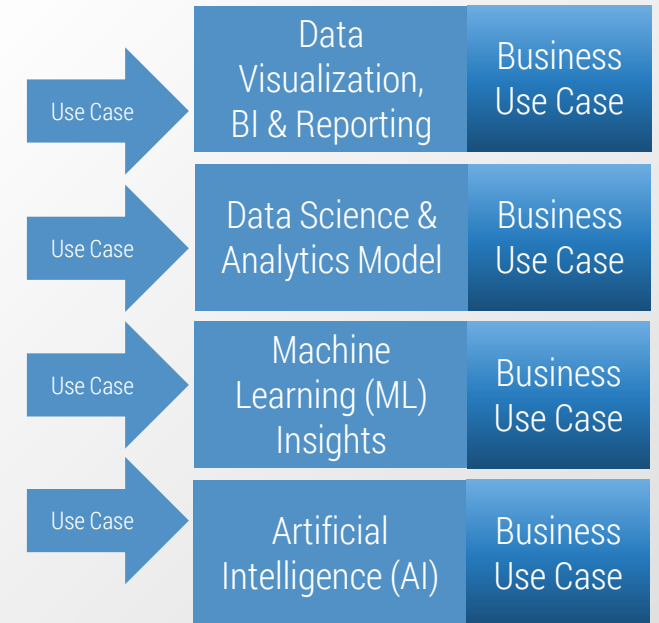 Use Case
Data
Visualization,
BI & Reporting
Business
Use Case
Use Case
Data Science &
Analytics Model
Business
Use Case
Use Case
Machine
Learning (ML)
Insights
Business
Use Case
Use Case
Artificial
Intelligence (AI)
Business
Use Case